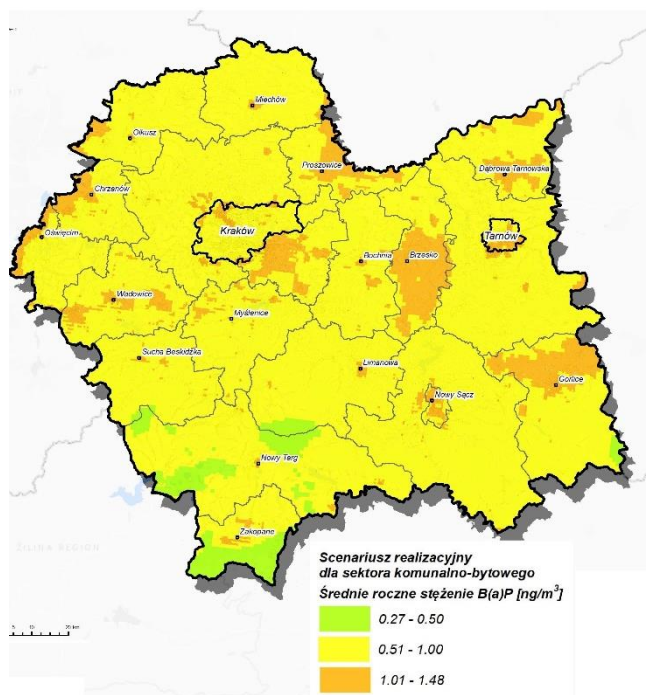 Miechów
Olkusz
Proszowice
Dąbrowa Tarnowska
Chrzanów
Kraków
Tarnów
Oświęcim
Bochnia
Brzesko
Wadowice
Myślenice
Sucha Beskidzka
Limanowa
Gorlice
Nowy Sącz
Nowy Targ
Zakopane
ŽILINA REGION
Scenariusz realizacyjny
dla sektora komunalno-bytowego
Średnie roczne stężenie B(a)P [ng/m³]
0.27 - 0.50
0.51 - 1.00
1.01 - 1.48